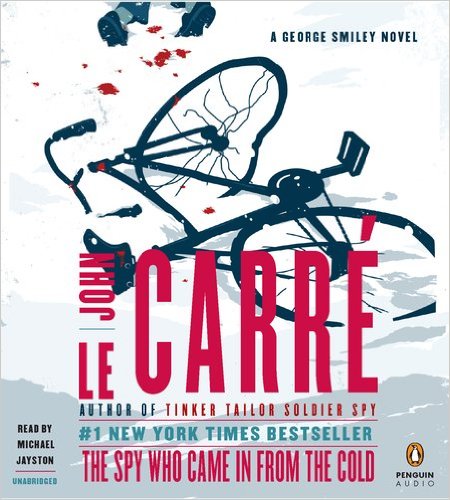 A GEORGE SMILEY NOVEL
JOHN
LE CARRÉ
AUTHOR OF TINKER TAILOR SOLDIER SPY
#1 NEW YORK TIMES BESTSELLER
THE SPY WHO CAME IN FROM THE COLD
READ BY
MICHAEL
JAYSTON
UNABRIDGED
PENGUIN
AUDIO